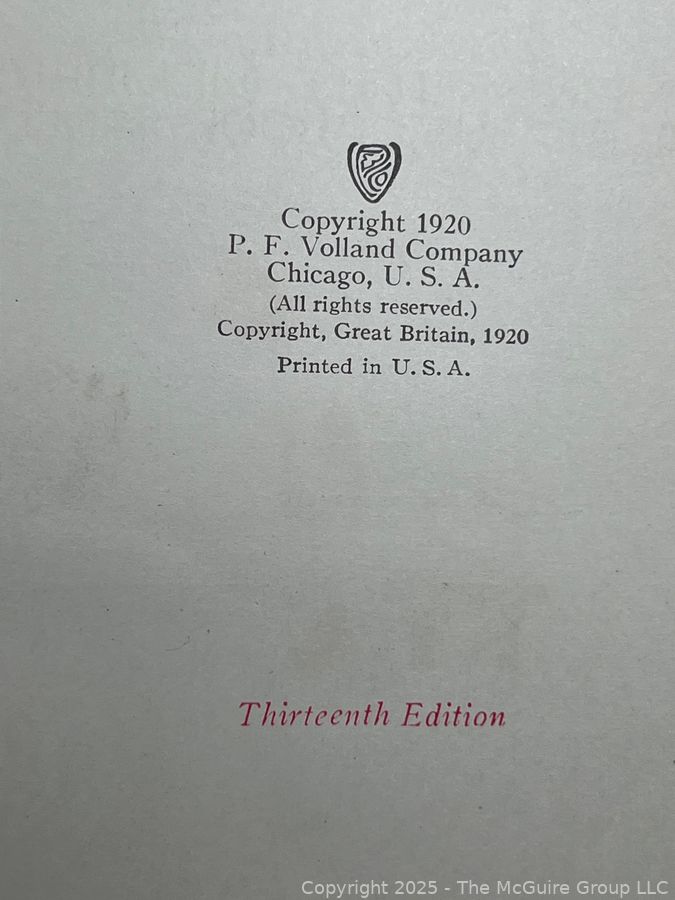 Copyright 1920
P. F. Volland Company
Chicago, U. S. A.
(All rights reserved.)
Copyright, Great Britain, 1920
Printed in U. S. A.
Thirteenth Edition
Copyright 2025 - The McGuire Group LLC